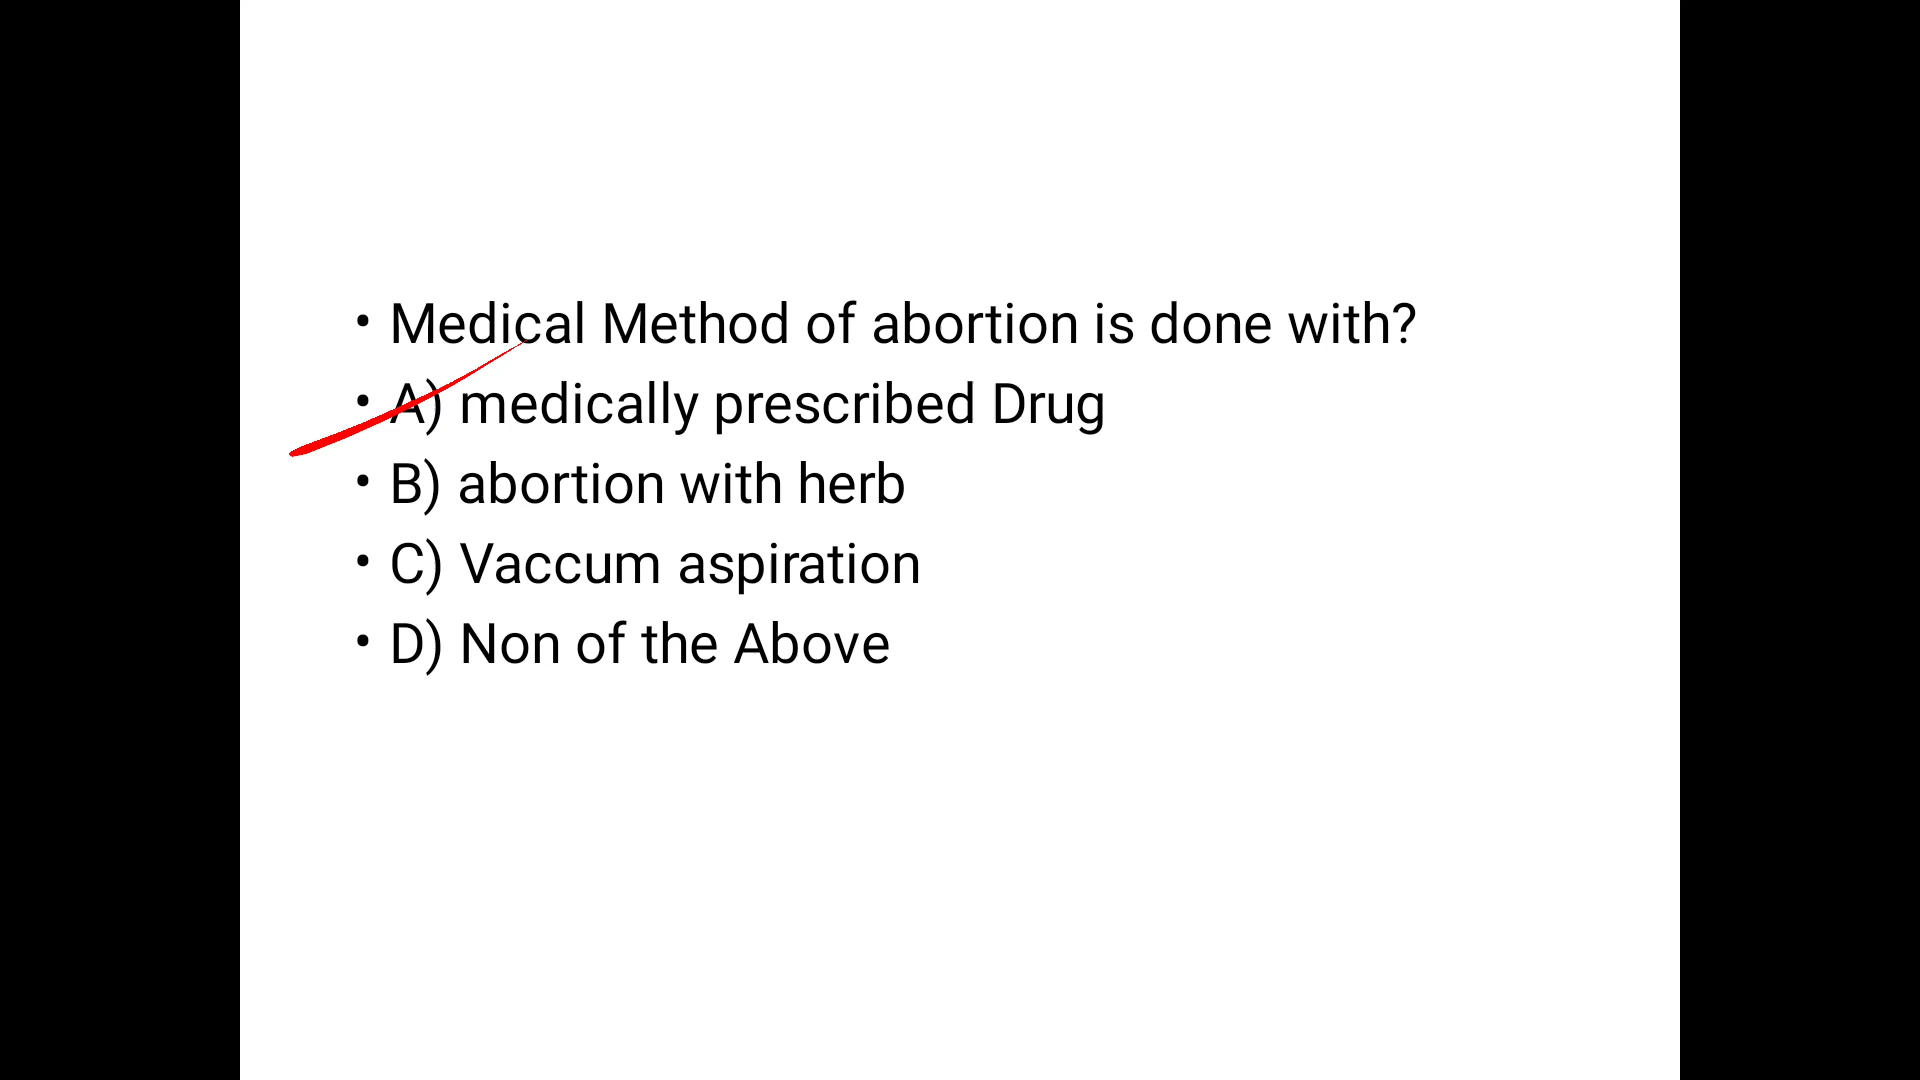 • Medical Method of abortion is done with?
• A) medically prescribed Drug
• B) abortion with herb
• C) Vaccum aspiration
• D) Non of the Above